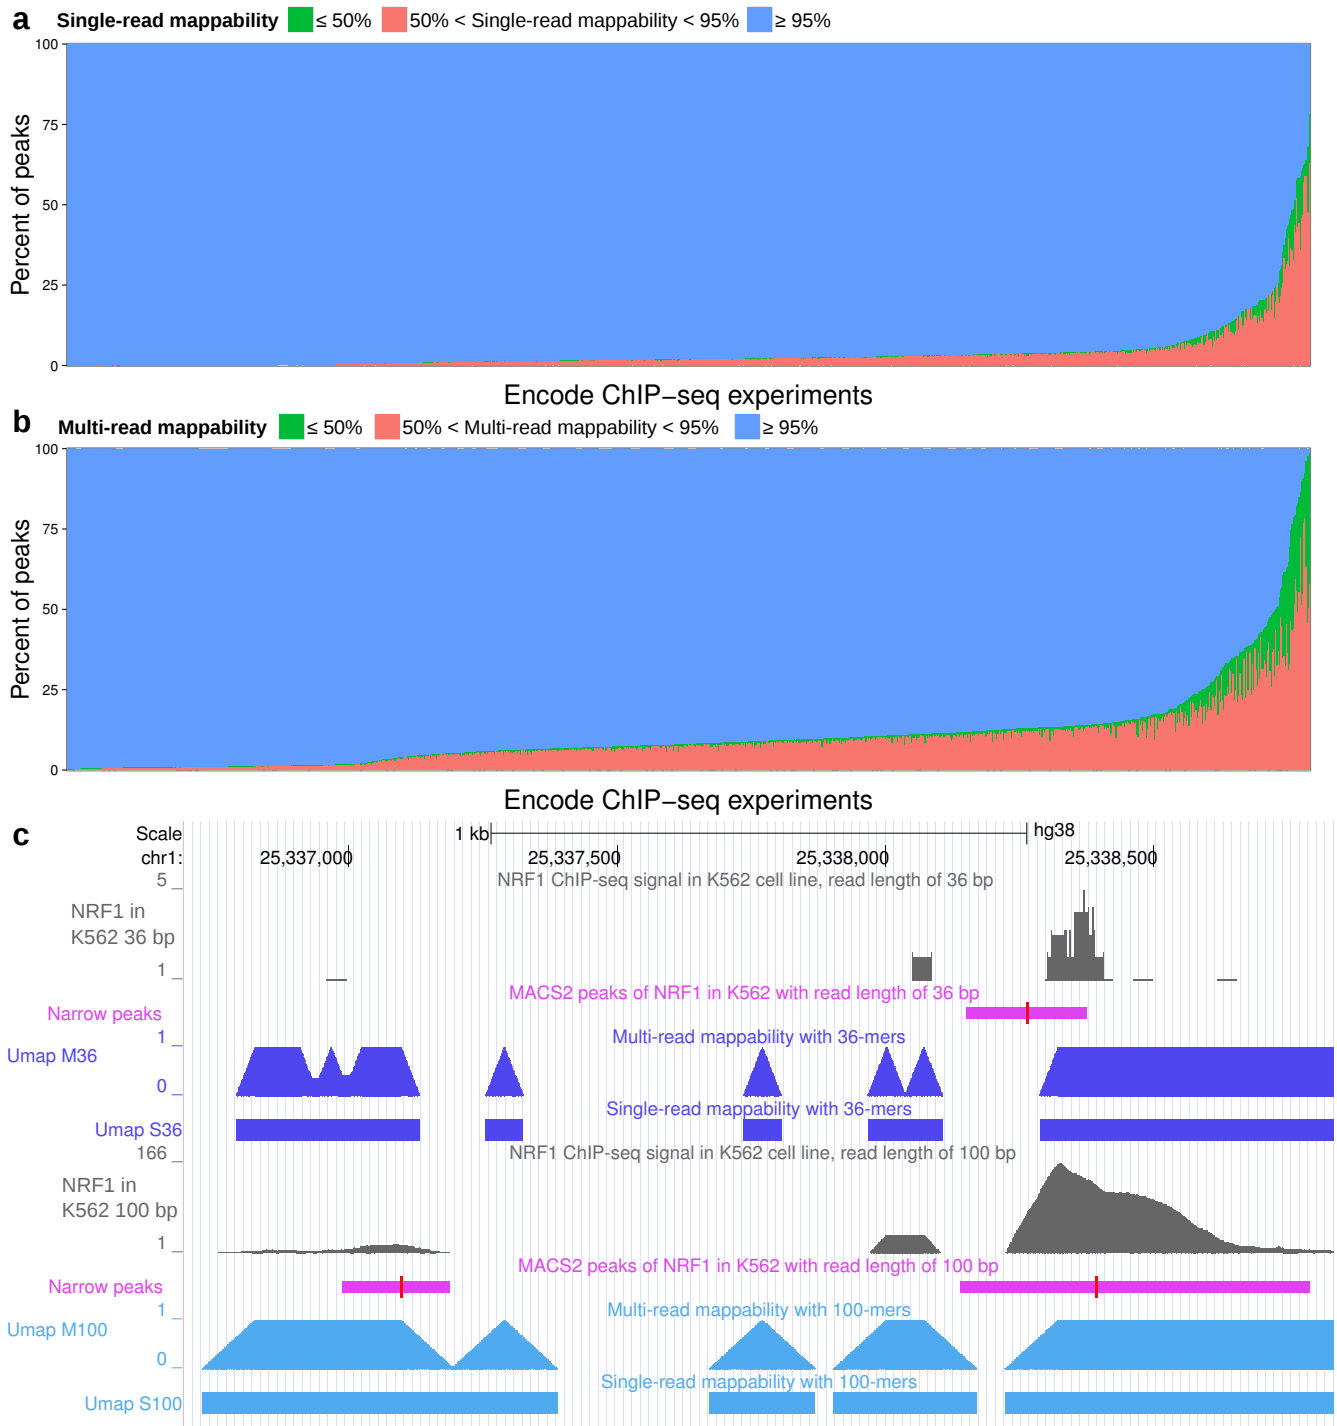 a Single-read mappability ≤ 50% 50% < Single-read mappability < 95% ≥ 95%
100
75
50
25
0
Percent of peaks
Encode ChIP−seq experiments
b Multi-read mappability ≤ 50% 50% < Multi-read mappability < 95% ≥ 95%
100
75
50
25
0
Percent of peaks
Encode ChIP−seq experiments
c
Scale 1 kb hg38
chr1: 25,337,000 25,337,500 25,338,000 25,338,500
NRF1 ChIP-seq signal in K562 cell line, read length of 36 bp
5
NRF1 in
K562 36 bp
1
MACS2 peaks of NRF1 in K562 with read length of 36 bp
Narrow peaks
Multi-read mappability with 36-mers
1
Umap M36
0
Single-read mappability with 36-mers
Umap S36
NRF1 ChIP-seq signal in K562 cell line, read length of 100 bp
166
NRF1 in
K562 100 bp
1
MACS2 peaks of NRF1 in K562 with read length of 100 bp
Narrow peaks
Multi-read mappability with 100-mers
1
Umap M100
0
Single-read mappability with 100-mers
Umap S100